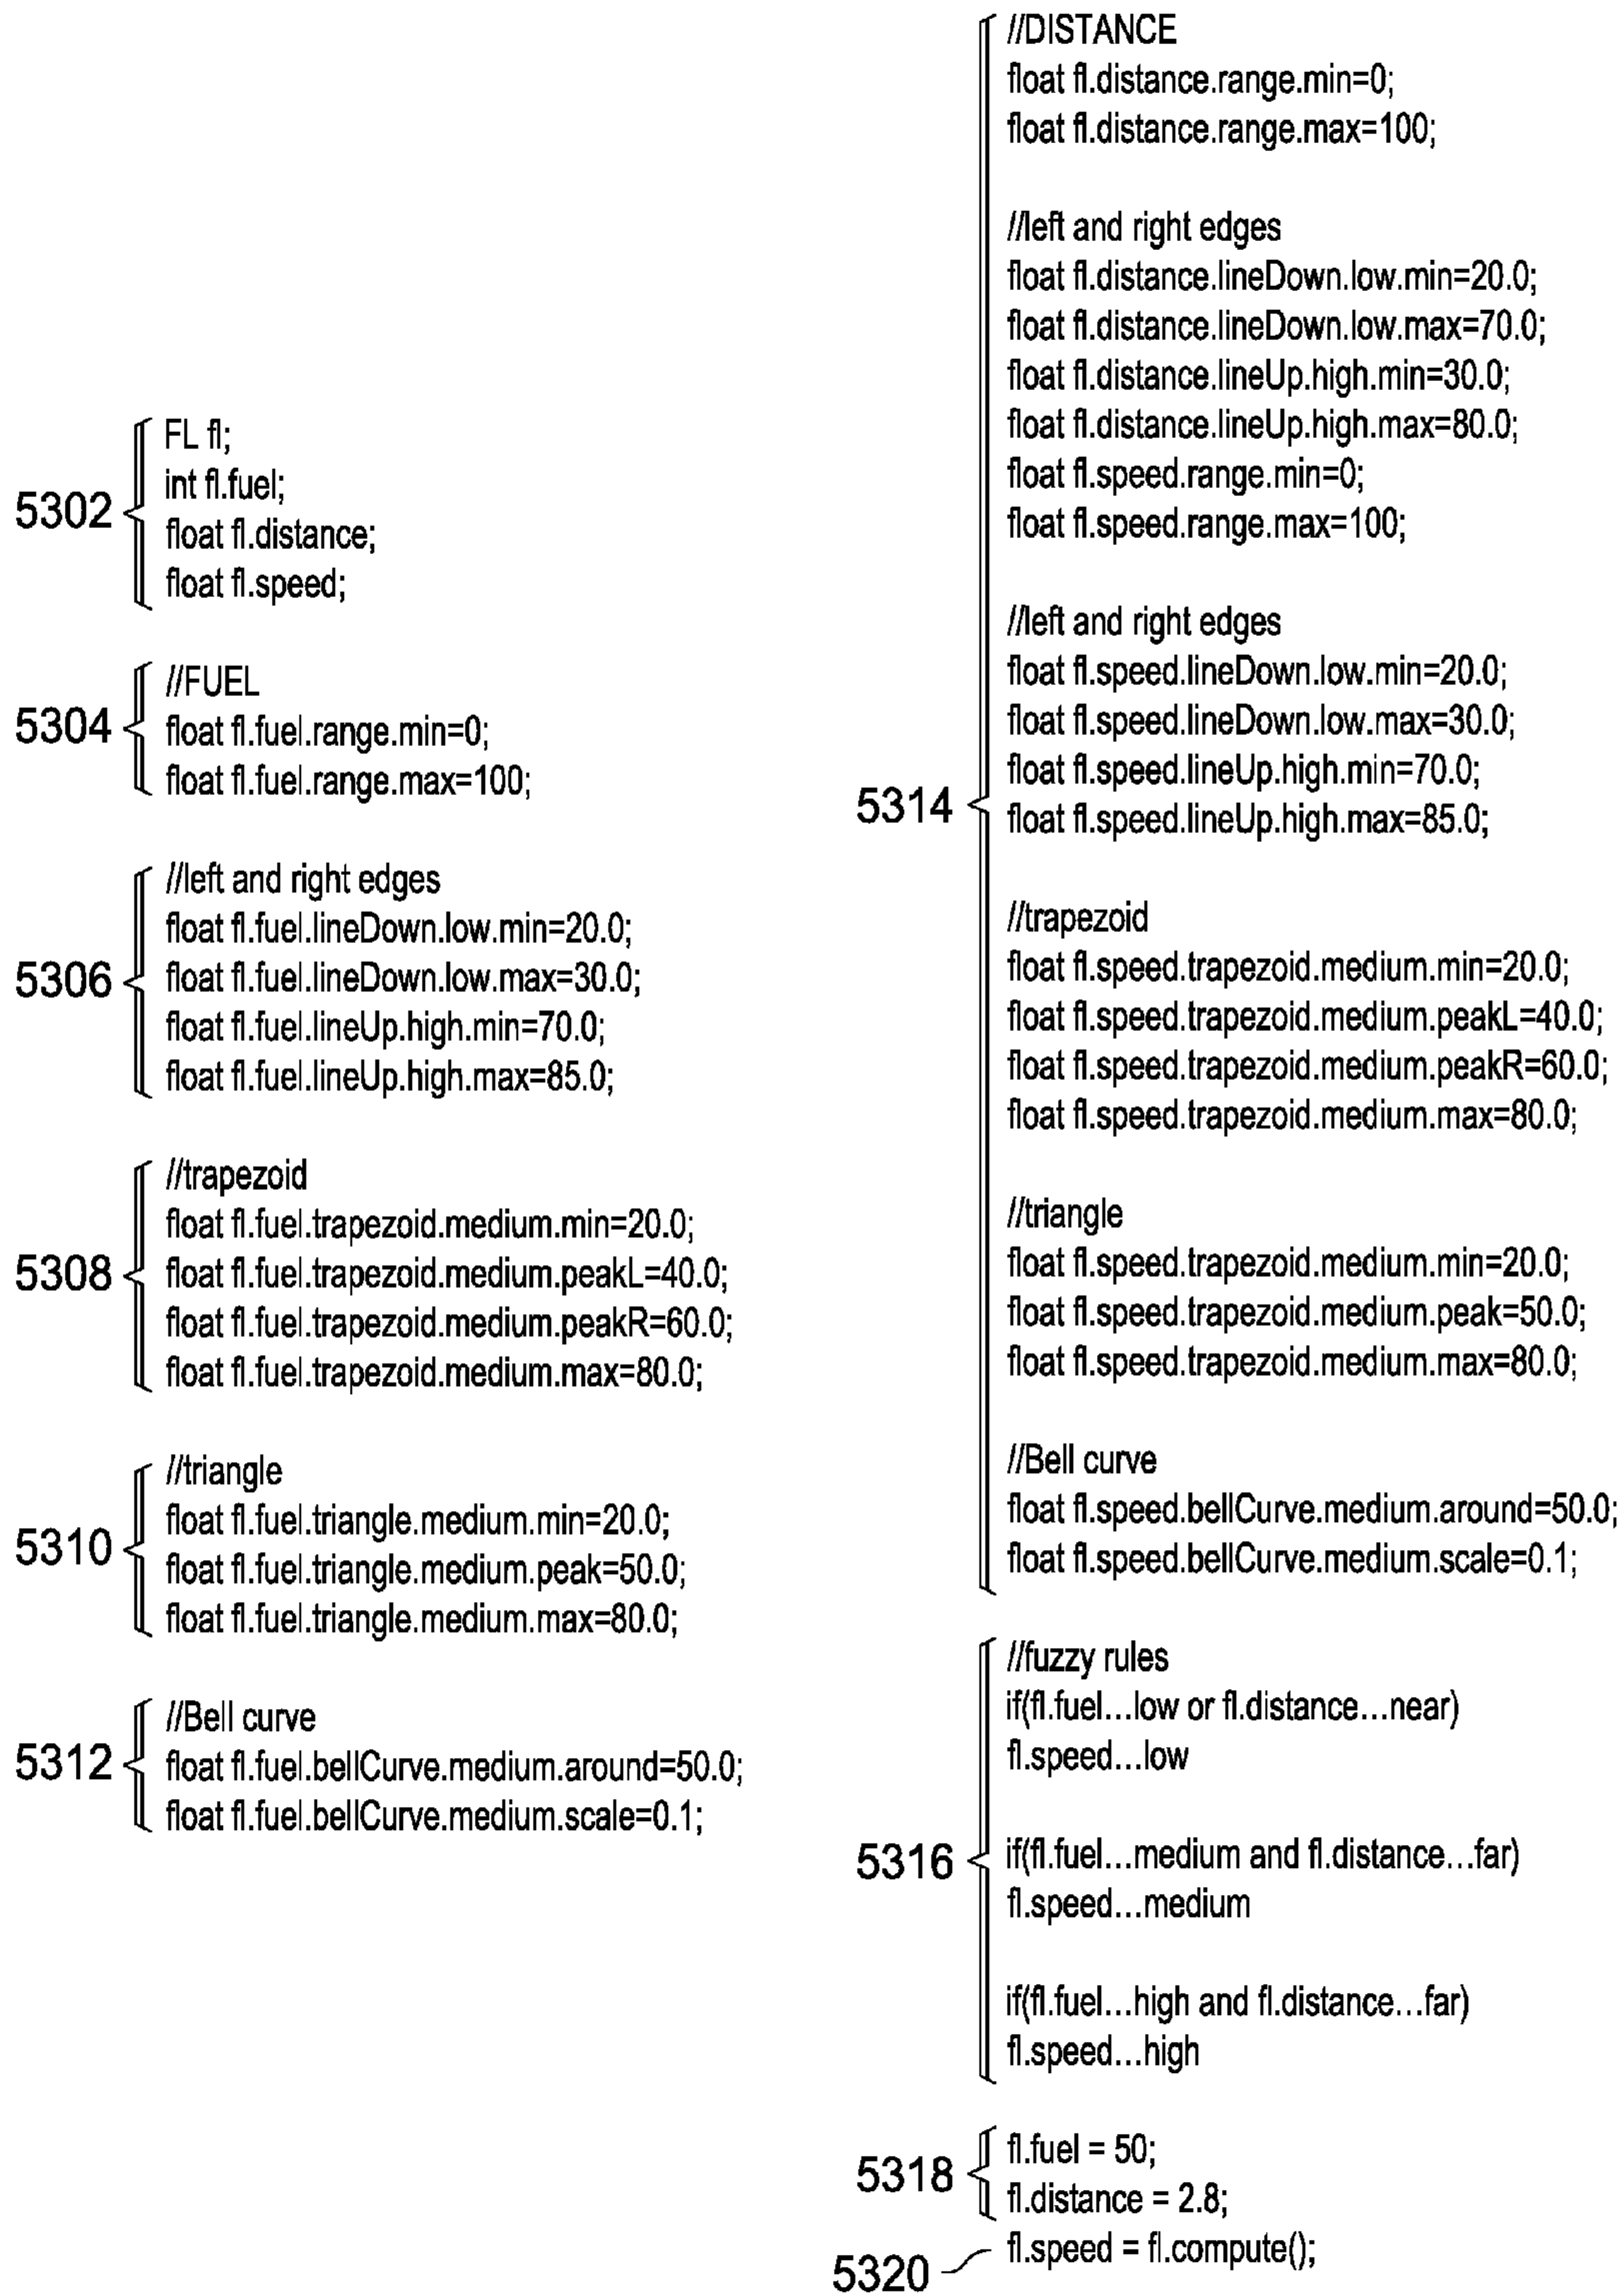 5302
FL fl;
int fl.fuel;
float fl.distance;
float fl.speed;
5304
//FUEL
float fl.fuel.range.min=0;
float fl.fuel.range.max=100;
5306
//left and right edges
float fl.fuel.lineDown.low.min=20.0;
float fl.fuel.lineDown.low.max=30.0;
float fl.fuel.lineUp.high.min=70.0;
float fl.fuel.lineUp.high.max=85.0;
5308
//trapezoid
float fl.fuel.trapezoid.medium.min=20.0;
float fl.fuel.trapezoid.medium.peakL=40.0;
float fl.fuel.trapezoid.medium.peakR=60.0;
float fl.fuel.trapezoid.medium.max=80.0;
5310
//triangle
float fl.fuel.triangle.medium.min=20.0;
float fl.fuel.triangle.medium.peak=50.0;
float fl.fuel.triangle.medium.max=80.0;
5312
//Bell curve
float fl.fuel.bellCurve.medium.around=50.0;
float fl.fuel.bellCurve.medium.scale=0.1;
5314
//DISTANCE
float fl.distance.range.min=0;
float fl.distance.range.max=100;
//left and right edges
float fl.distance.lineDown.low.min=20.0;
float fl.distance.lineDown.low.max=70.0;
float fl.distance.lineUp.high.min=30.0;
float fl.distance.lineUp.high.max=80.0;
float fl.speed.range.min=0;
float fl.speed.range.max=100;
//left and right edges
float fl.speed.lineDown.low.min=20.0;
float fl.speed.lineDown.low.max=30.0;
float fl.speed.lineUp.high.min=70.0;
float fl.speed.lineUp.high.max=85.0;
//trapezoid
float fl.speed.trapezoid.medium.min=20.0;
float fl.speed.trapezoid.medium.peakL=40.0;
float fl.speed.trapezoid.medium.peakR=60.0;
float fl.speed.trapezoid.medium.max=80.0;
//triangle
float fl.speed.trapezoid.medium.min=20.0;
float fl.speed.trapezoid.medium.peak=50.0;
float fl.speed.trapezoid.medium.max=80.0;
//Bell curve
float fl.speed.bellCurve.medium.around=50.0;
float fl.speed.bellCurve.medium.scale=0.1;
5316
//fuzzy rules
if(fl.fuel...low or fl.distance...near)
fl.speed...low
if(fl.fuel...medium and fl.distance...far)
fl.speed...medium
if(fl.fuel...high and fl.distance...far)
fl.speed...high
5318
fl.fuel = 50;
fl.distance = 2.8;
5320
fl.speed = fl.compute();